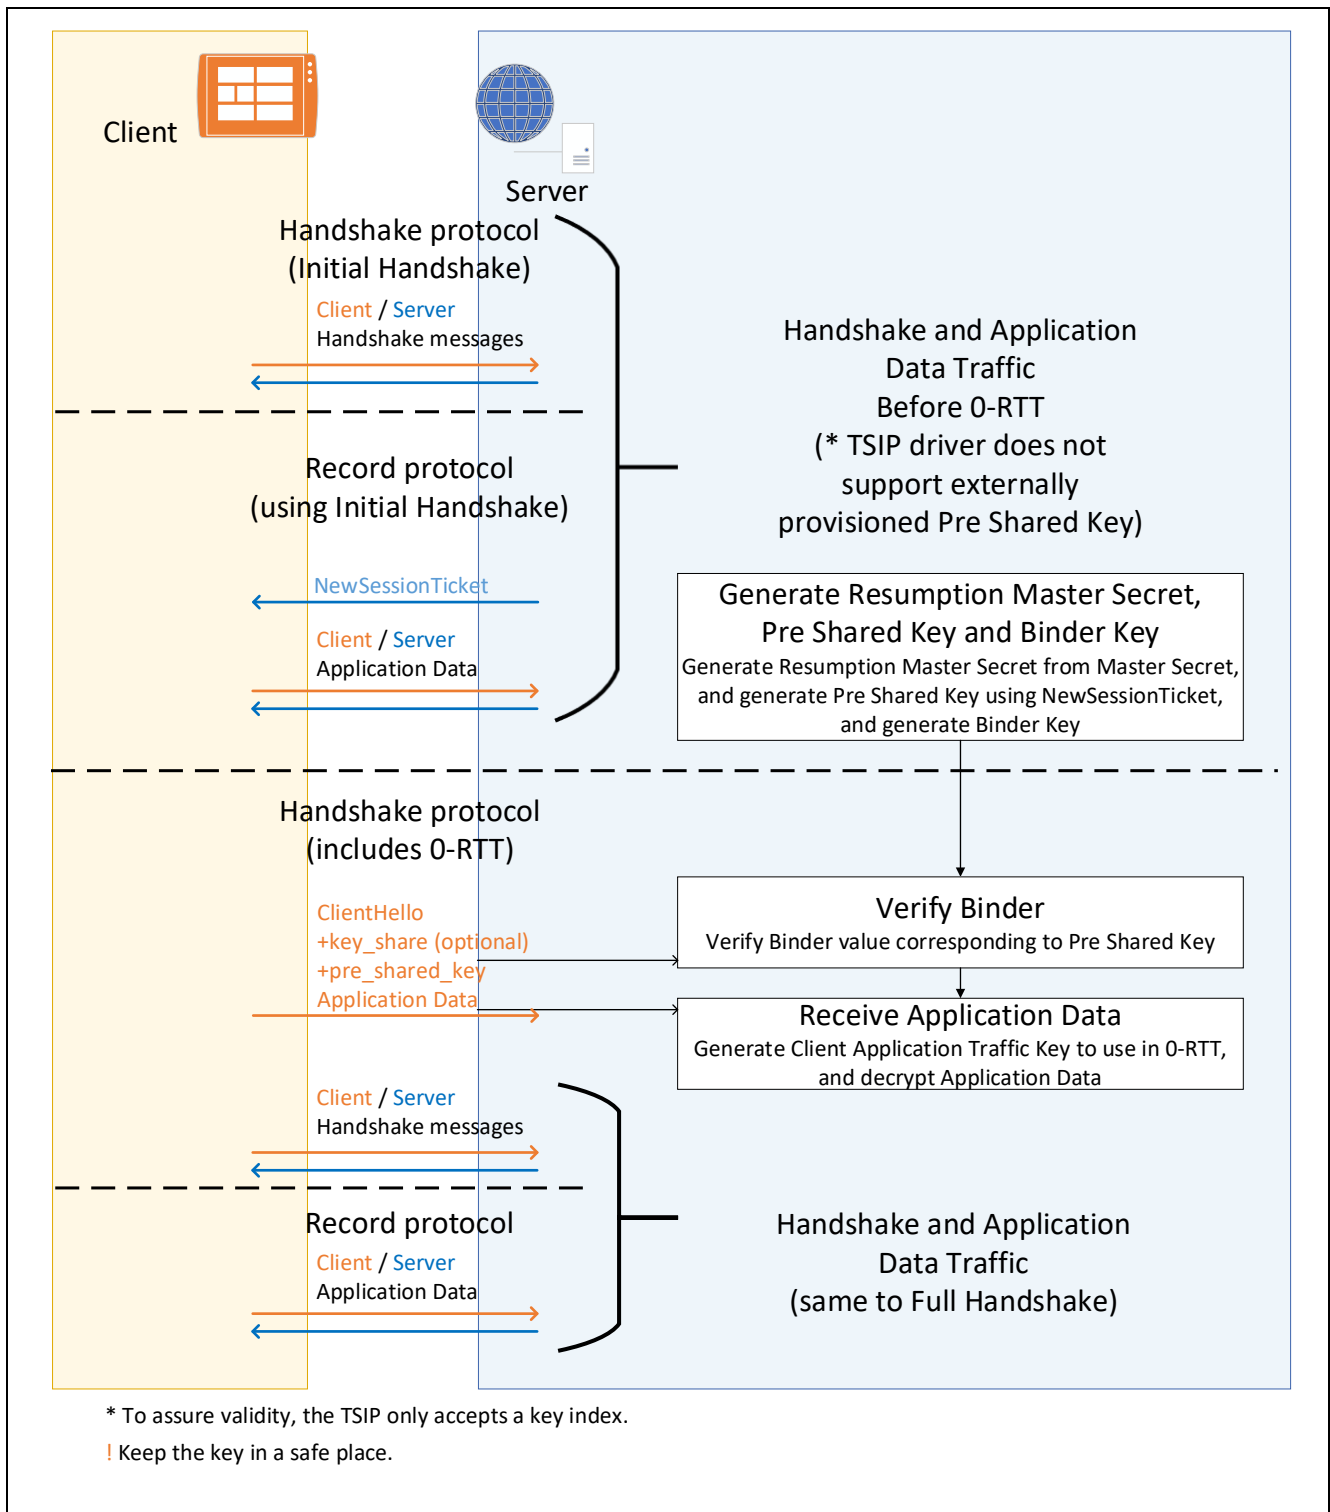 Client
Server
Handshake protocol
(Initial Handshake)
Client / Server
Handshake messages
Handshake and Application
Data Traffic
Before 0-RTT
(* TSIP driver does not
support externally
provisioned Pre Shared Key)
Record protocol
(using Initial Handshake)
NewSessionTicket
Client / Server
Application Data
Generate Resumption Master Secret,
Pre Shared Key and Binder Key
Generate Resumption Master Secret from Master Secret,
and generate Pre Shared Key using NewSessionTicket,
and generate Binder Key
Handshake protocol
(includes 0-RTT)
ClientHello
+key_share (optional)
+pre_shared_key
Application Data
Verify Binder
Verify Binder value corresponding to Pre Shared Key
Receive Application Data
Generate Client Application Traffic Key to use in 0-RTT,
and decrypt Application Data
Client / Server
Handshake messages
Record protocol
Client / Server
Application Data
Handshake and Application
Data Traffic
(same to Full Handshake)
* To assure validity, the TSIP only accepts a key index.
! Keep the key in a safe place.